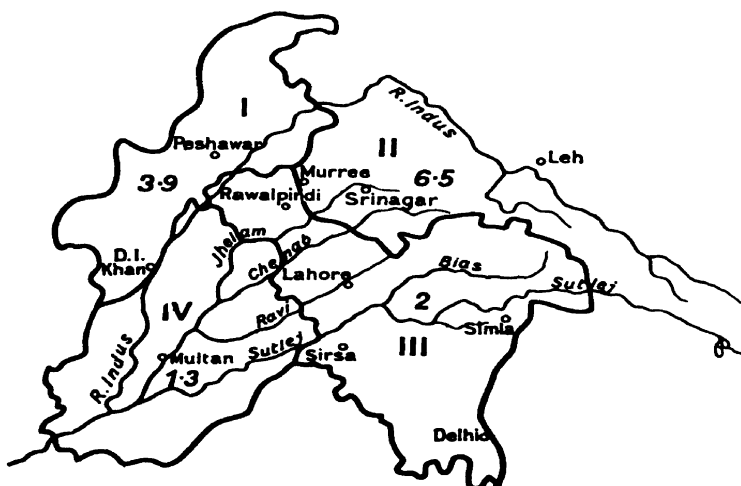 I
R. Indus
Peshawar
II
Leh
Murree
3·9
6·5
Rawalpindi
Srinagar
Jhellam
D. I.
Khan
Chenab
Bias
Lahore
Sutlej
2
IV
Ravi
Simla
III
Multan
Sutlej
Sirsa
R. Indus
1·3
Delhi